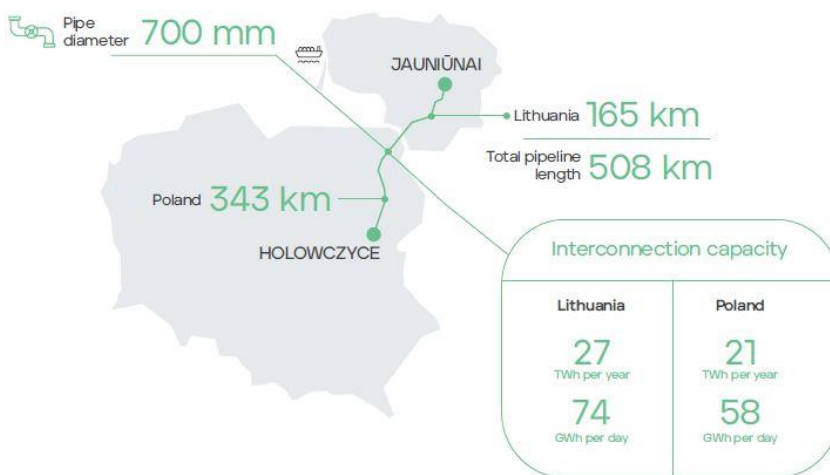 Pipe
diameter 700 mm
JAUNIŪNAI
Lithuania 165 km
Total pipeline
length 508 km
Poland 343 km
HOLOWCZYCE
Interconnection capacity
Lithuania
Poland
27
TWh per year
21
TWh per year
74
GWh per day
58
GWh per day